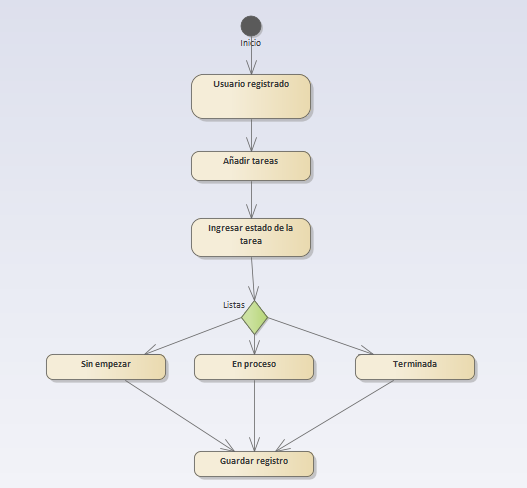 Inicio
Usuario registrado
Añadir tareas
Ingresar estado de la
tarea
Listas
Sin empezar
En proceso
Terminada
Guardar registro